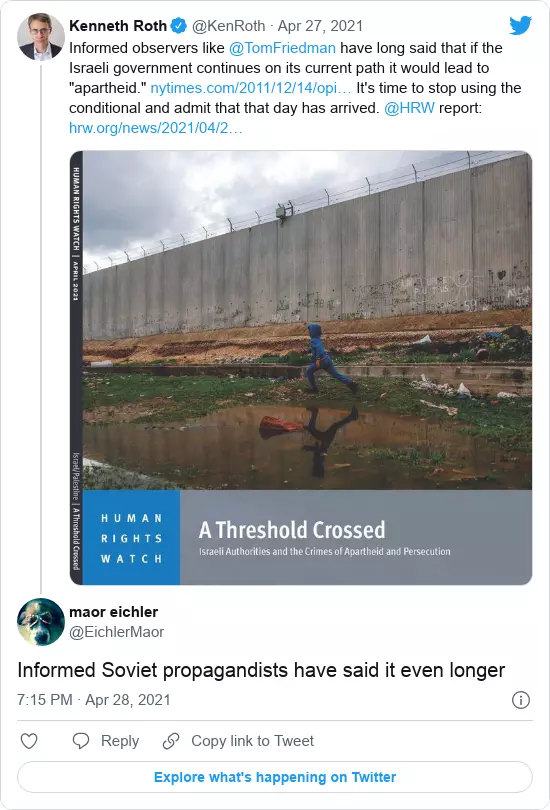 Kenneth Roth @KenRoth · Apr 27, 2021
Informed observers like @TomFriedman have long said that if the
Israeli government continues on its current path it would lead to
"apartheid." nytimes.com/2011/12/14/opi… It's time to stop using the
conditional and admit that that day has arrived. @HRW report:
hrw.org/news/2021/04/2…
HUMAN RIGHTS WATCH | APRIL 2021
Israel/Palestine | A Threshold Crossed
HUMAN
RIGHTS
WATCH
A Threshold Crossed
Israeli Authorities and the Crimes of Apartheid and Persecution
maor eichler
@EichlerMaor
Informed Soviet propagandists have said it even longer
7:15 PM · Apr 28, 2021
Reply
Copy link to Tweet
Explore what's happening on Twitter